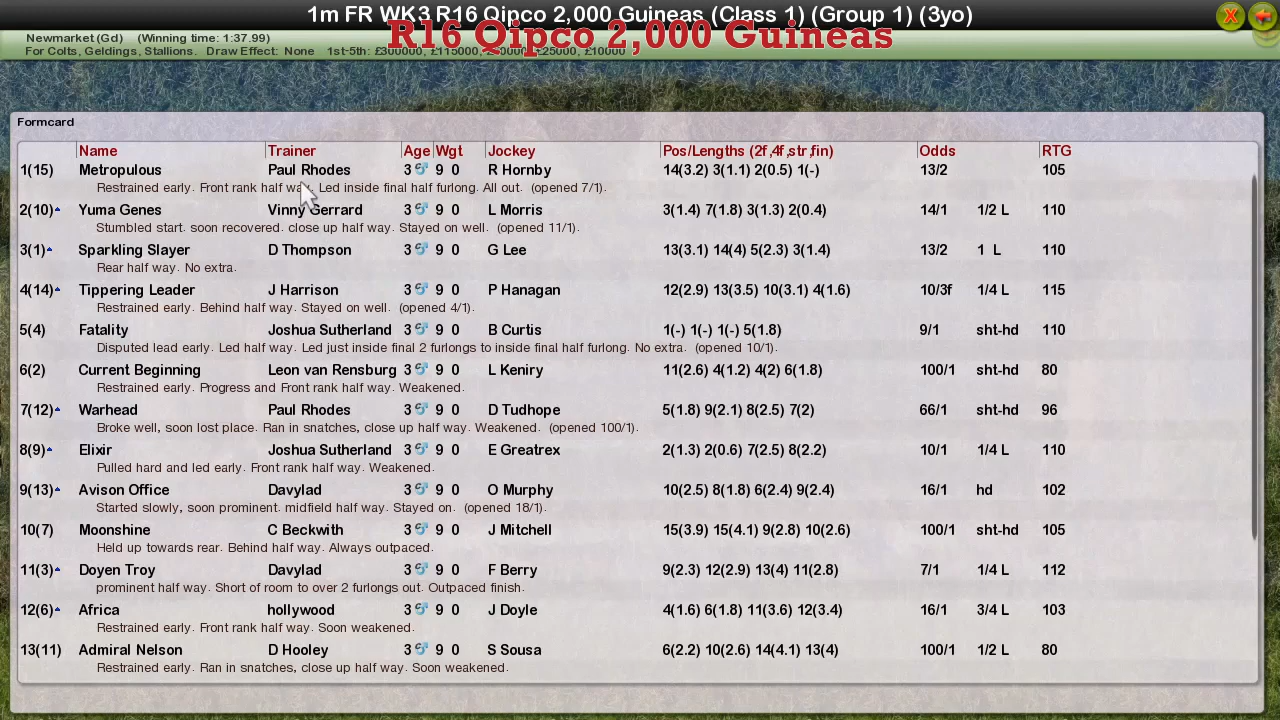 1m FR WK3 R16 Qipco 2,000 Guineas (Class 1) (Group 1) (3yo)
R16 Qipco 2,000 Guineas
Newmarket (Gd) (Winning time: 1:37.99)
For Colts, Geldings, Stallions. Draw Effect: None 1st-5th: £300000, £115000, £25000, £10000
Formcard
Name Trainer Age Wgt Jockey Pos/Lengths (2f,4f,str,fin) Odds RTG
1(15) Metropulous Paul Rhodes 3 9 0 R Hornby 14(3.2) 3(1.1) 2(0.5) 1(-) 13/2 105
Restrained early. Front rank half way. Led inside final half furlong. All out. (opened 7/1).
2(10) Yuma Genes Vinny Gerrard 3 9 0 L Morris 3(1.4) 7(1.8) 3(1.3) 2(0.4) 14/1 1/2 L 110
Stumbled start. soon recovered. close up half way. Stayed on well. (opened 11/1).
3(1) Sparkling Slayer D Thompson 3 9 0 G Lee 13(3.1) 14(4) 5(2.3) 3(1.4) 13/2 1 L 110
Rear half way. No extra.
4(14) Tippering Leader J Harrison 3 9 0 P Hanagan 12(2.9) 13(3.5) 10(3.1) 4(1.6) 10/3f 1/4 L 115
Restrained early. Behind half way. Stayed on well. (opened 4/1).
5(4) Fatality Joshua Sutherland 3 9 0 B Curtis 1(-) 1(-) 1(-) 5(1.8) 9/1 sht-hd 110
Disputed lead early. Led half way. Led just inside final 2 furlongs to inside final half furlong. No extra. (opened 10/1).
6(2) Current Beginning Leon van Rensburg 3 9 0 L Keniry 11(2.6) 4(1.2) 4(2) 6(1.8) 100/1 sht-hd 80
Restrained early. Progress and Front rank half way. Weakened.
7(12) Warhead Paul Rhodes 3 9 0 D Tudhope 5(1.8) 9(2.1) 8(2.5) 7(2) 66/1 sht-hd 96
Broke well, soon lost place. Ran in snatches, close up half way. Weakened. (opened 100/1).
8(9) Elixir Joshua Sutherland 3 9 0 E Greatrex 2(1.3) 2(0.6) 7(2.5) 8(2.2) 10/1 1/4 L 110
Pulled hard and led early. Front rank half way. Weakened.
9(13) Avison Office Davylad 3 9 0 O Murphy 10(2.5) 8(1.8) 6(2.4) 9(2.4) 16/1 hd 102
Started slowly, soon prominent. midfield half way. Stayed on. (opened 18/1).
10(7) Moonshine C Beckwith 3 9 0 J Mitchell 15(3.9) 15(4.1) 9(2.8) 10(2.6) 100/1 sht-hd 105
Held up towards rear. Behind half way. Always outpaced.
11(3) Doyen Troy Davylad 3 9 0 F Berry 9(2.3) 12(2.9) 13(4) 11(2.8) 7/1 1/4 L 112
prominent half way. Short of room to over 2 furlongs out. Outpaced finish.
12(6) Africa hollywood 3 9 0 J Doyle 4(1.6) 6(1.8) 11(3.6) 12(3.4) 16/1 3/4 L 103
Restrained early. Front rank half way. Soon weakened.
13(11) Admiral Nelson D Hooley 3 9 0 S Sousa 6(2.2) 10(2.6) 14(4.1) 13(4) 100/1 1/2 L 80
Restrained early. Ran in snatches, close up half way. Soon weakened.